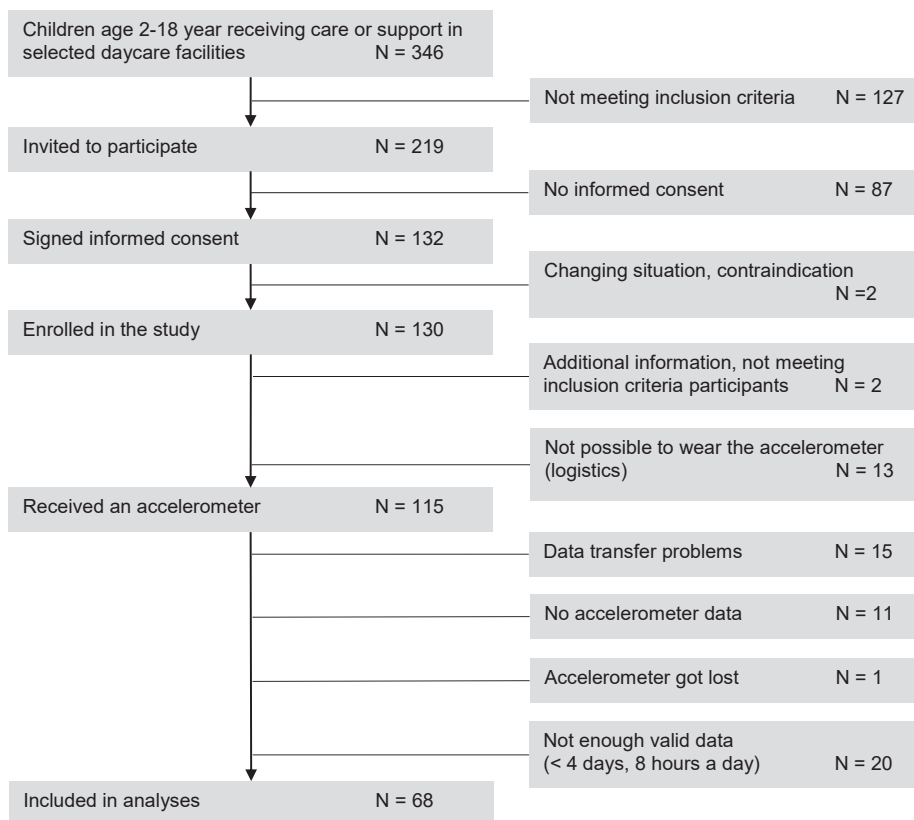 Children age 2-18 year receiving care or support in
selected daycare facilities N = 346
Not meeting inclusion criteria N = 127
Invited to participate N = 219
No informed consent N = 87
Signed informed consent N = 132
Changing situation, contraindication
N =2
Enrolled in the study N = 130
Additional information, not meeting
inclusion criteria participants N = 2
Not possible to wear the accelerometer
(logistics) N = 13
Received an accelerometer N = 115
Data transfer problems N = 15
No accelerometer data N = 11
Accelerometer got lost N = 1
Not enough valid data
(< 4 days, 8 hours a day) N = 20
Included in analyses N = 68